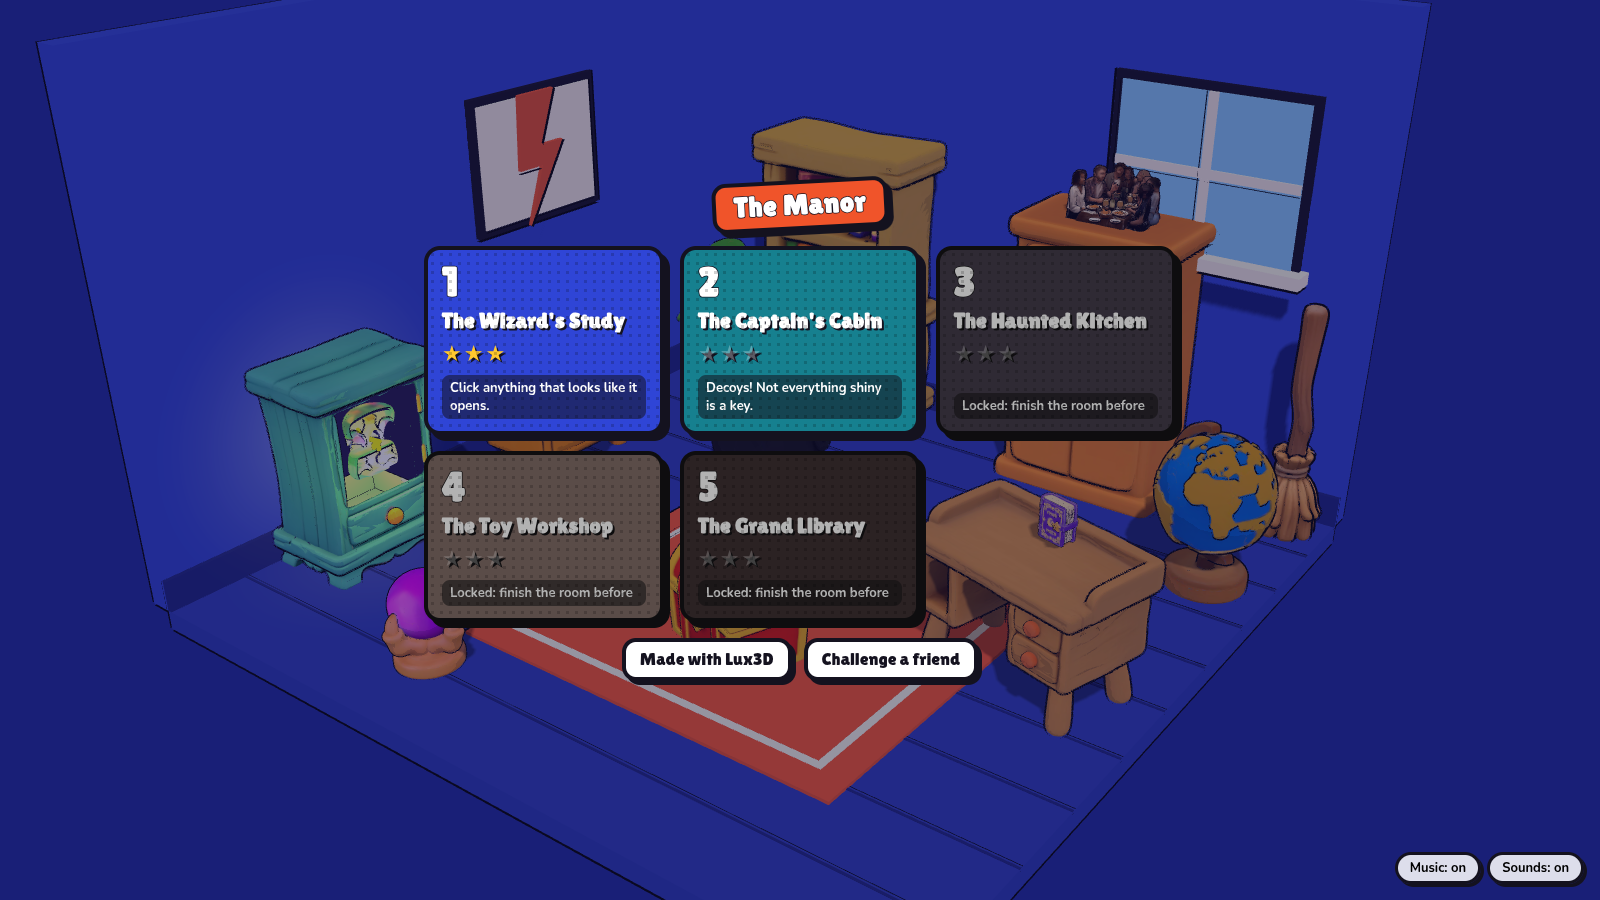 The Manor
1
The Wizard's Study
Click anything that looks like it
opens.
2
The Captain's Cabin
Decoys! Not everything shiny
is a key.
3
The Haunted Kitchen
Locked: finish the room before
4
The Toy Workshop
Locked: finish the room before
5
The Grand Library
Locked: finish the room before
Made with Lux3D
Challenge a friend
Music: on
Sounds: on